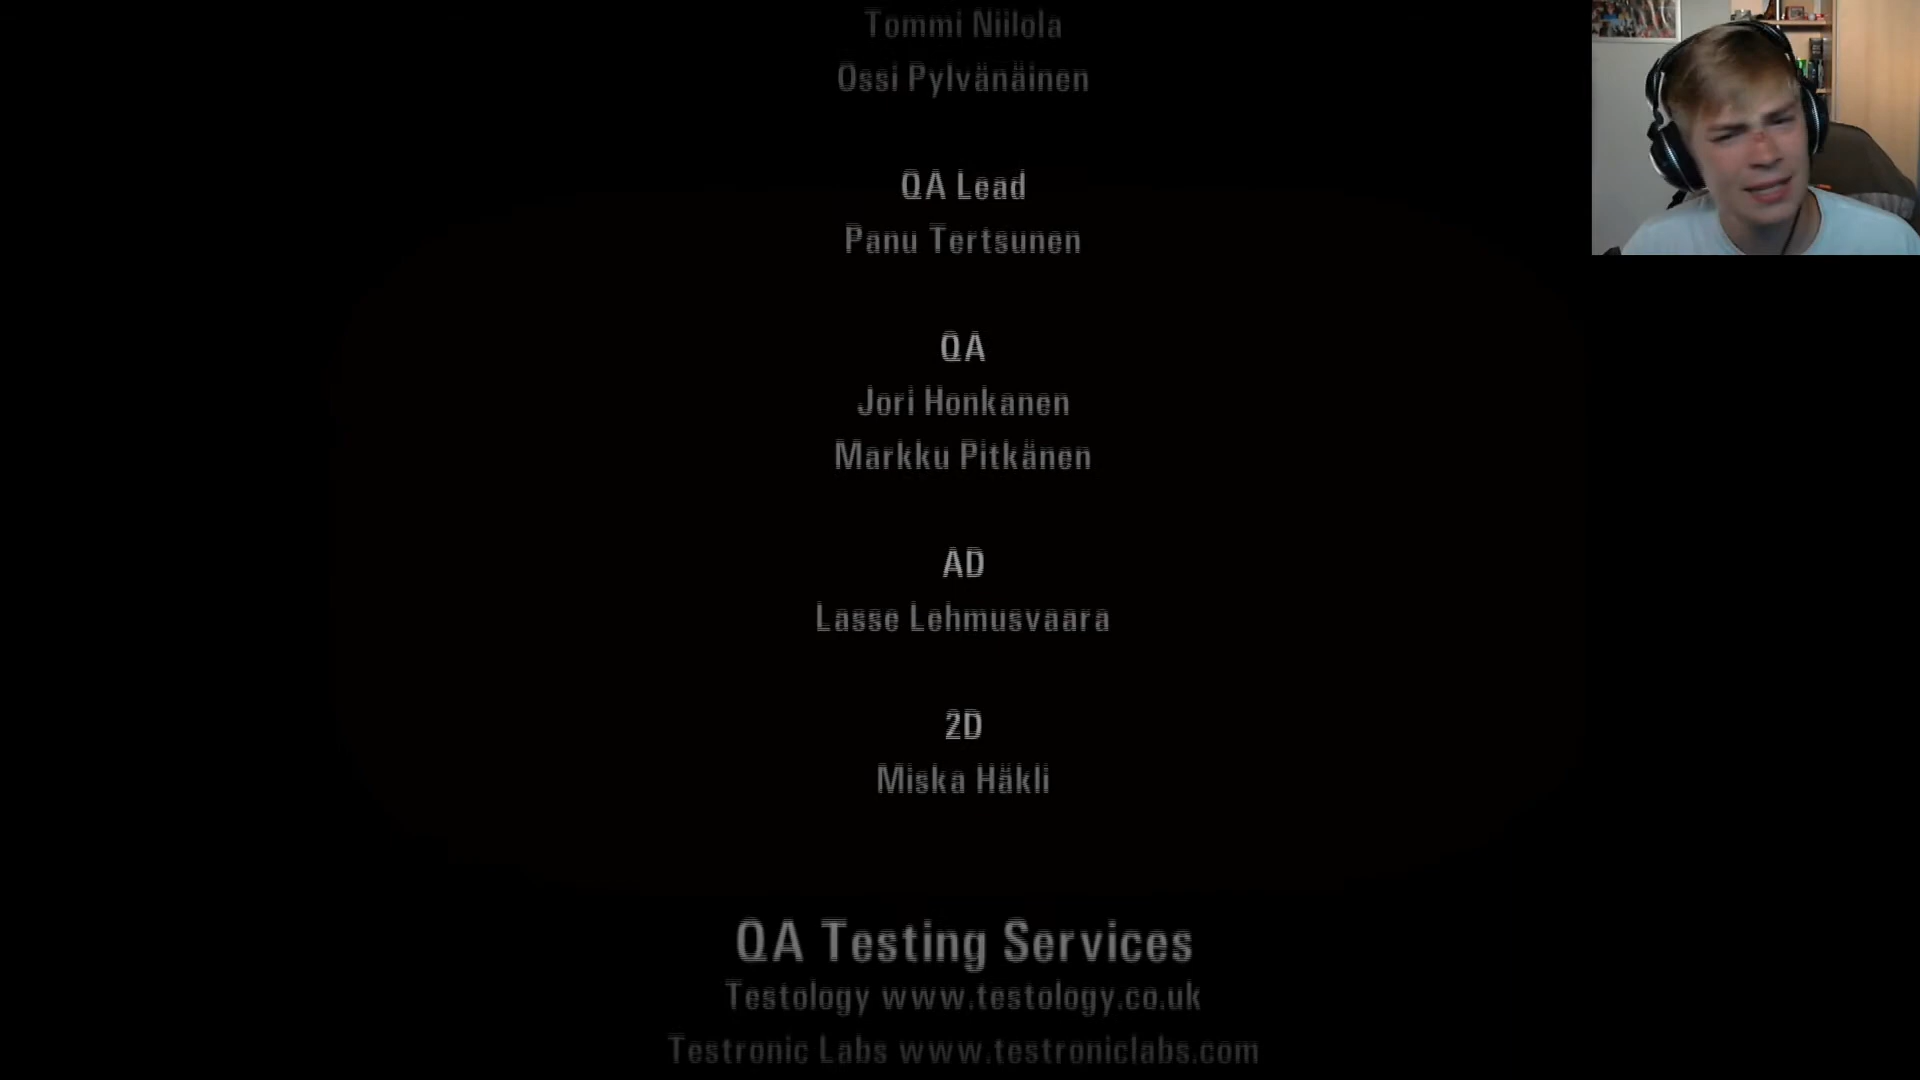 Tommi Niilola
Ossi Pylvänäinen
QA Lead
Panu Tertsunen
QA
Jori Honkanen
Markku Pitkänen
AD
Lasse Lehmusvaara
2D
Miska Häkli
QA Testing Services
Testology www.testology.co.uk
Testronic Labs www.testroniclabs.com